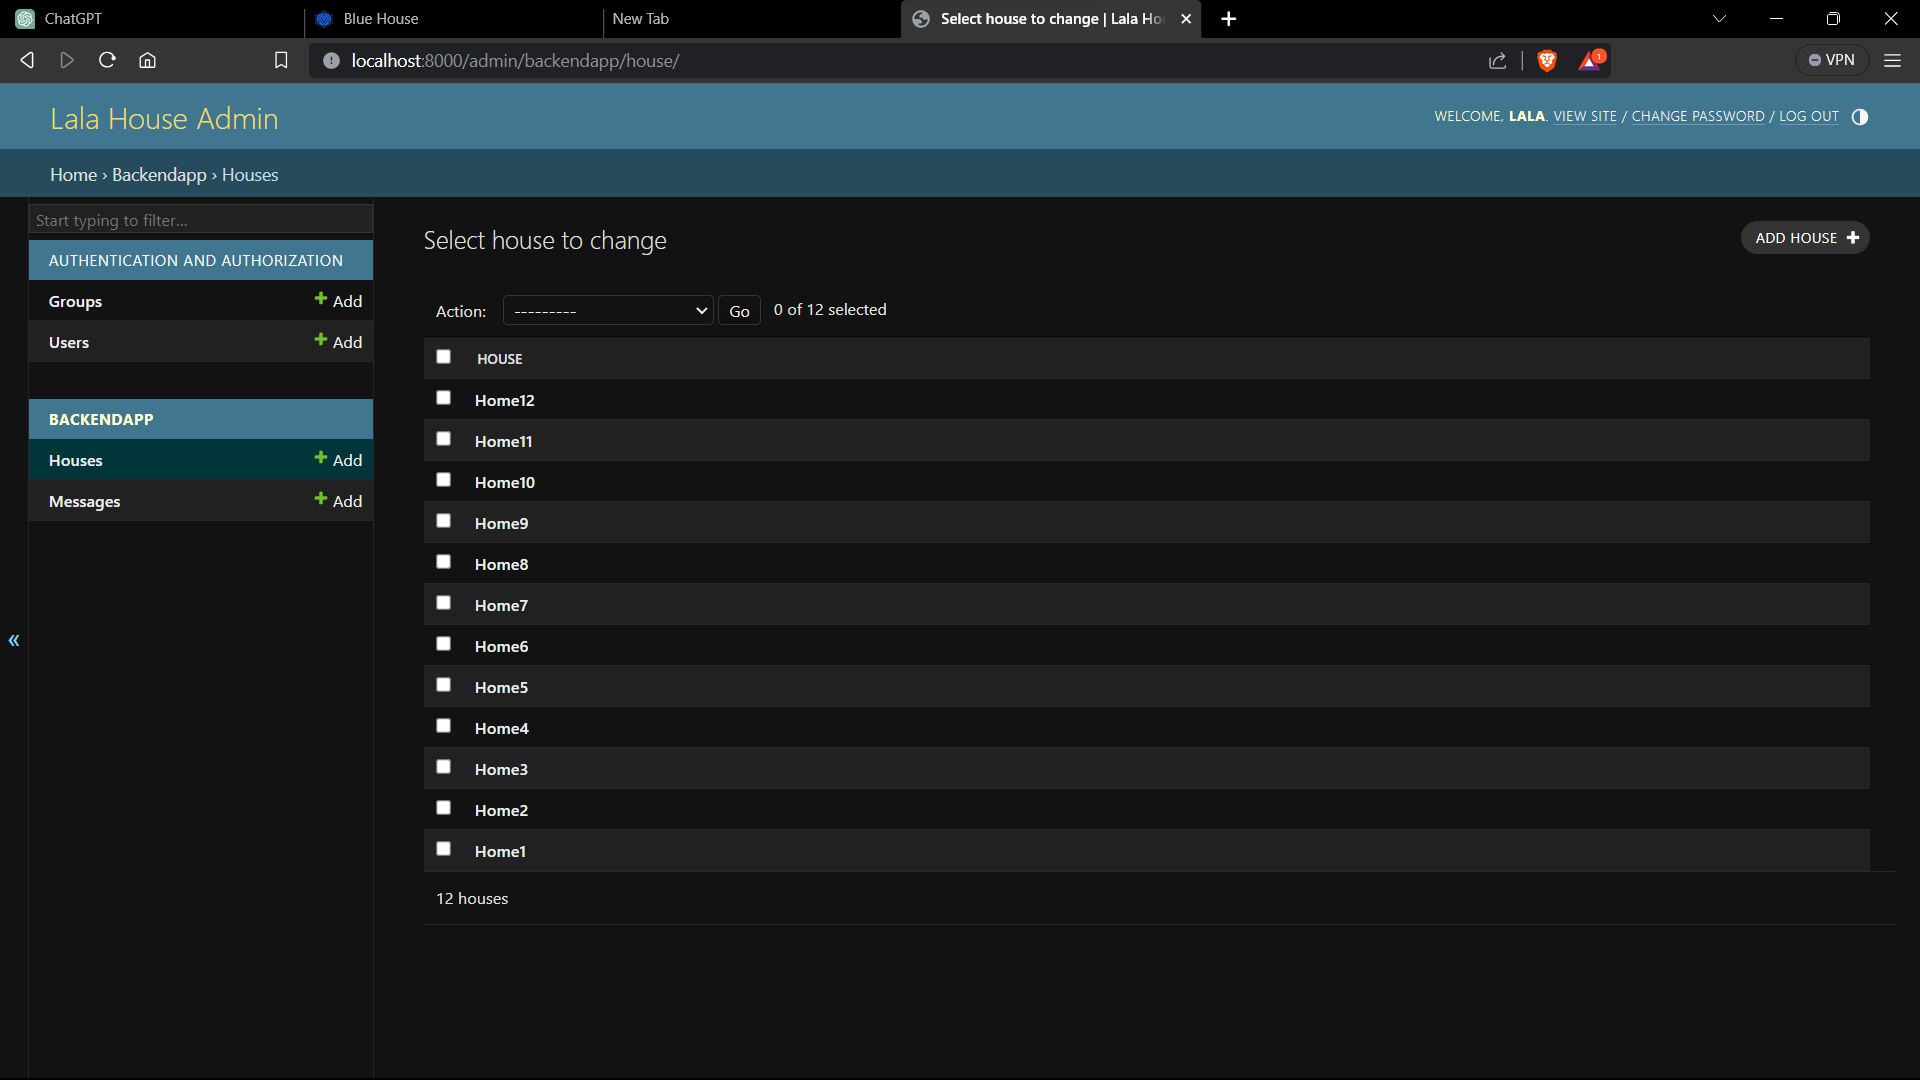 ChatGPT
Blue House
New Tab
Select house to change | Lala Ho
localhost:8000/admin/backendapp/house/
1
VPN
Lala House Admin
WELCOME, LALA. VIEW SITE / CHANGE PASSWORD / LOG OUT
Home › Backendapp › Houses
Start typing to filter...
AUTHENTICATION AND AUTHORIZATION
Groups
Add
Users
Add
BACKENDAPP
Houses
Add
Messages
Add
«
Select house to change
ADD HOUSE
Action: --------- Go 0 of 12 selected
HOUSE
Home12
Home11
Home10
Home9
Home8
Home7
Home6
Home5
Home4
Home3
Home2
Home1
12 houses